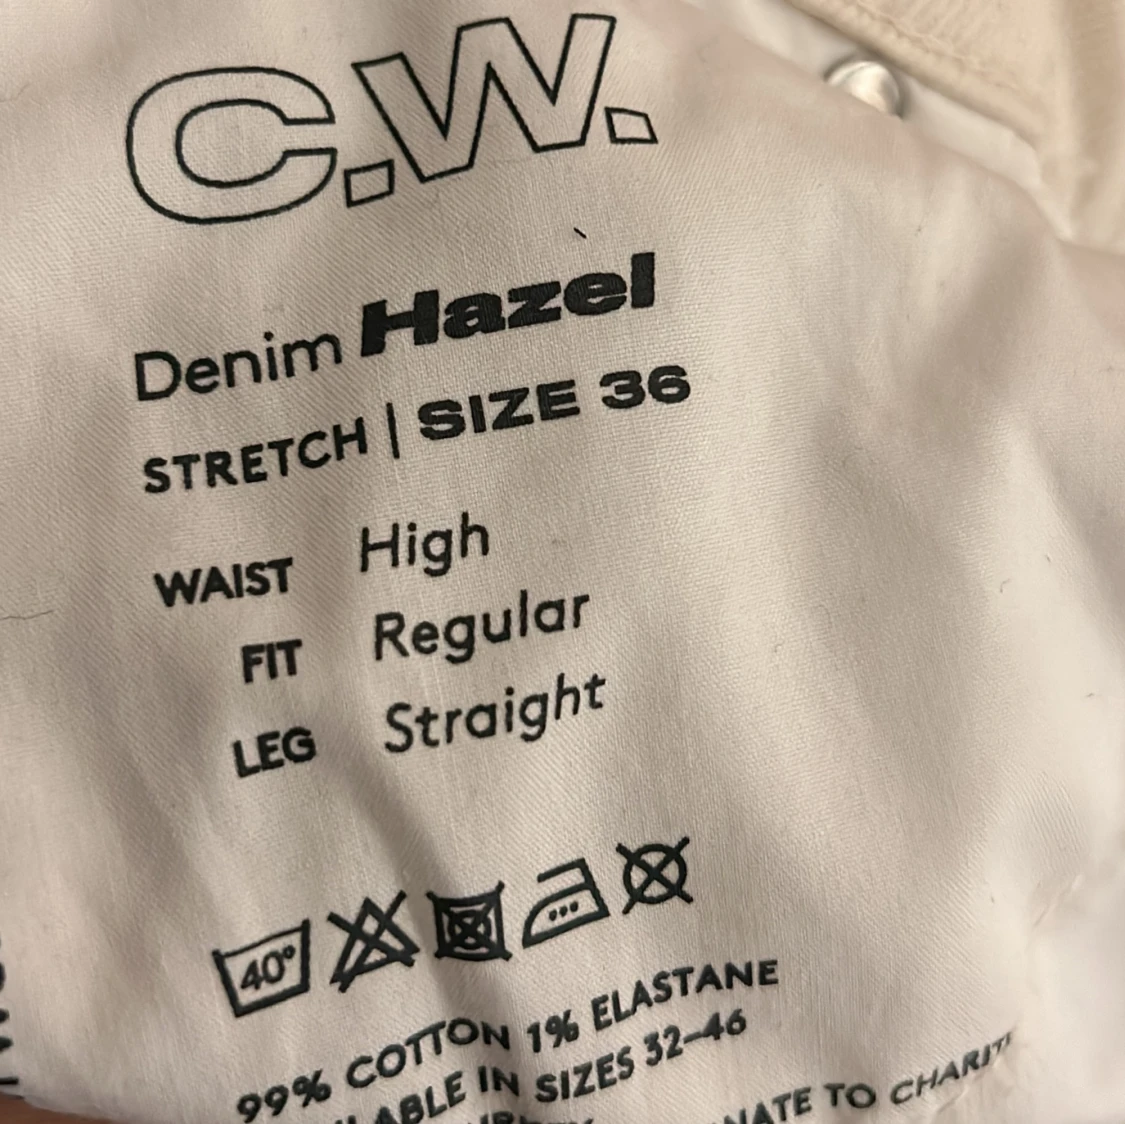 C.W.
Denim Hazel
STRETCH | SIZE 36
WAIST High
FIT Regular
LEG Straight
40°
99% COTTON 1% ELASTANE
IN SIZES 32–46
TO